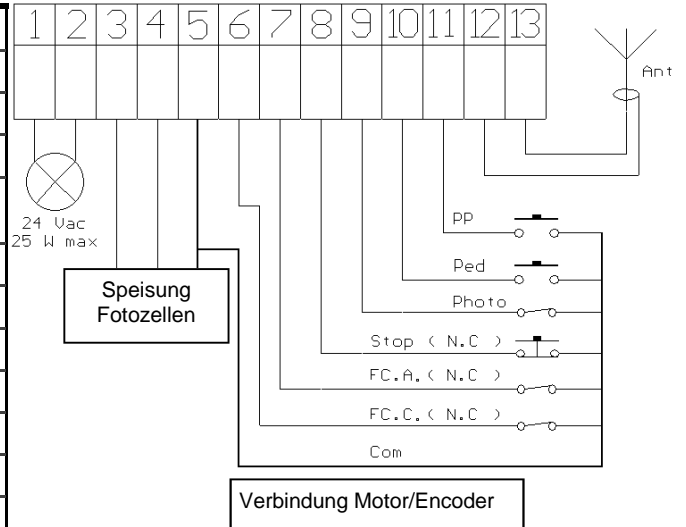 1 2 3 4 5 6 7 8 9 10 11 12 13
Ant
24 Vac
25 W max
PP
Ped
Speisung
Fotozellen
Photo
Stop ( N.C )
FC.A. ( N.C )
FC.C. ( N.C )
Com
Verbindung Motor/Encoder